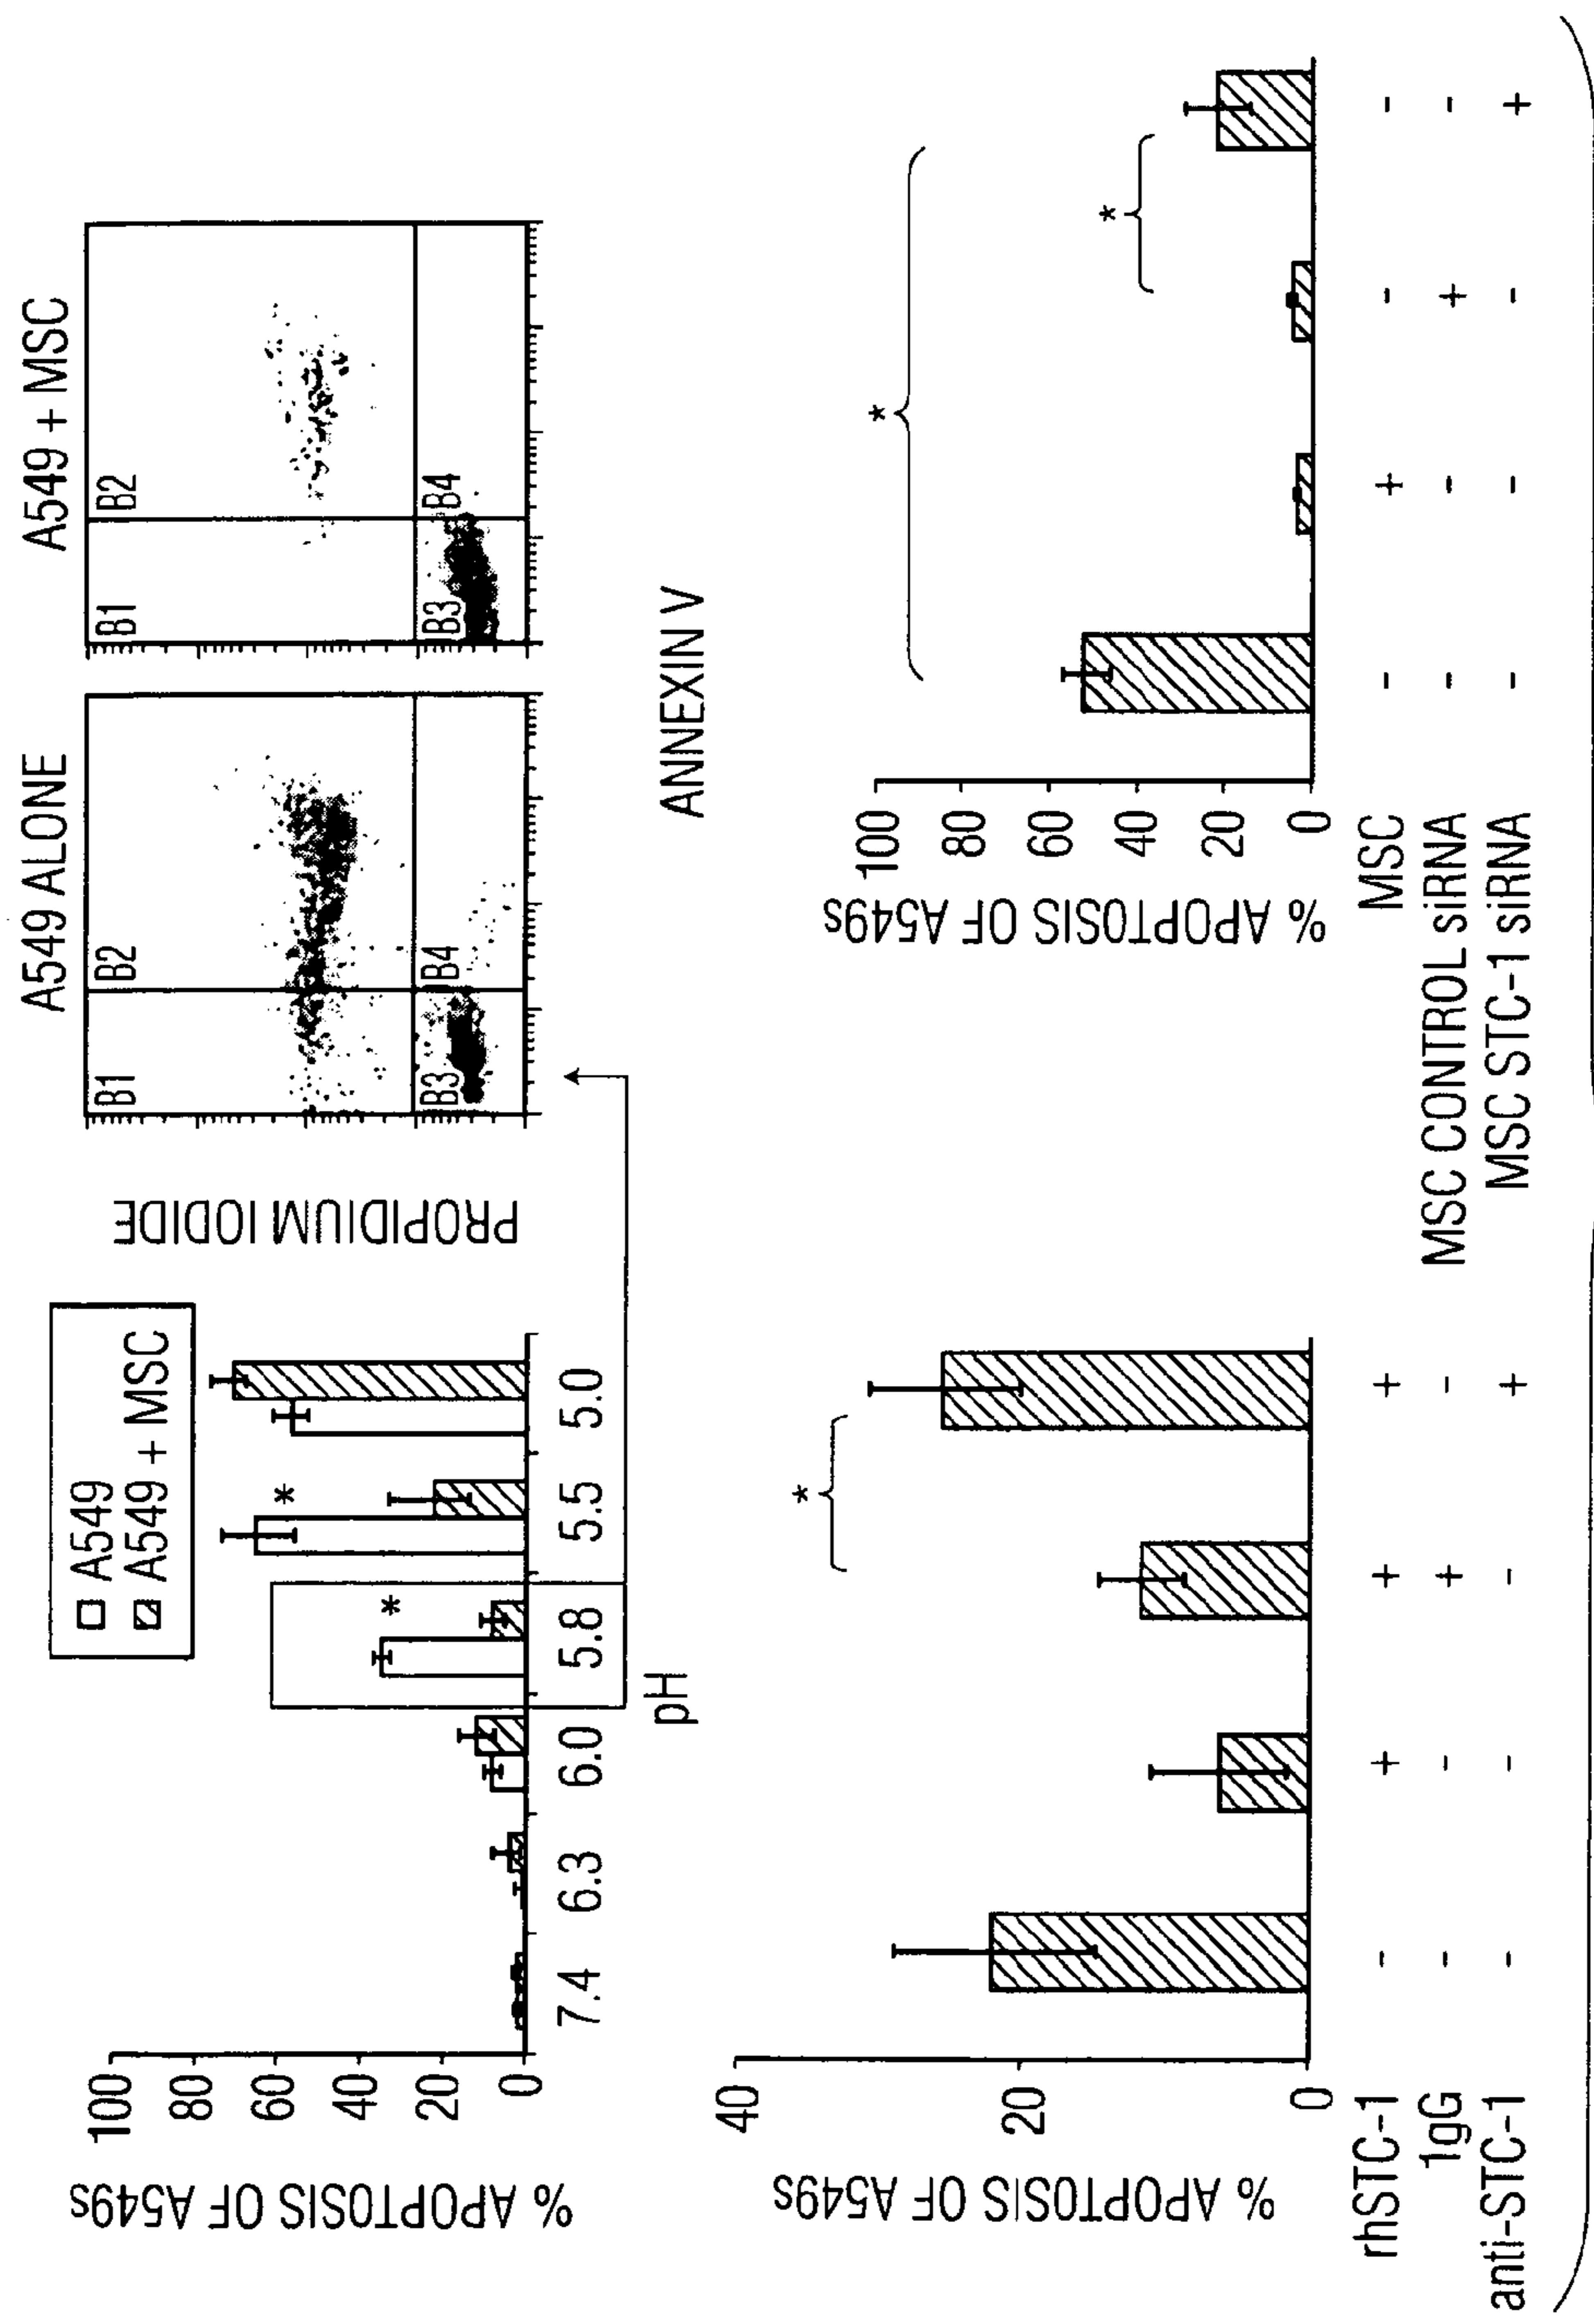 A549
A549 + MSC
% APOPTOSIS OF A549s
100
80
60
40
20
0
*
*
7.4 6.3 6.0 5.8 5.5 5.0
pH
PROPIDIUM IODIDE
A549 ALONE
B1 B2
B3 B4
A549 + MSC
B1 B2
B3 B4
ANNEXIN V
% APOPTOSIS OF A549s
40
20
0
*
rhSTC-1 - + + +
1gG - - + -
anti-STC-1 - - - +
% APOPTOSIS OF A549s
100
80
60
40
20
0
*
*
MSC - + - -
MSC CONTROL siRNA - - + -
MSC STC-1 siRNA - - - +